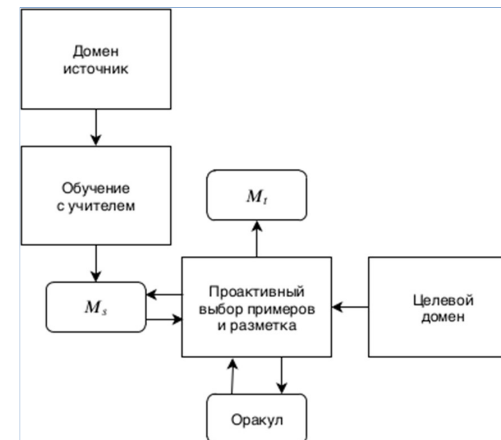 Домен
источник
Обучение
с учителем
M_t
M_s
Проактивный
выбор примеров
и разметка
Целевой
домен
Оракул